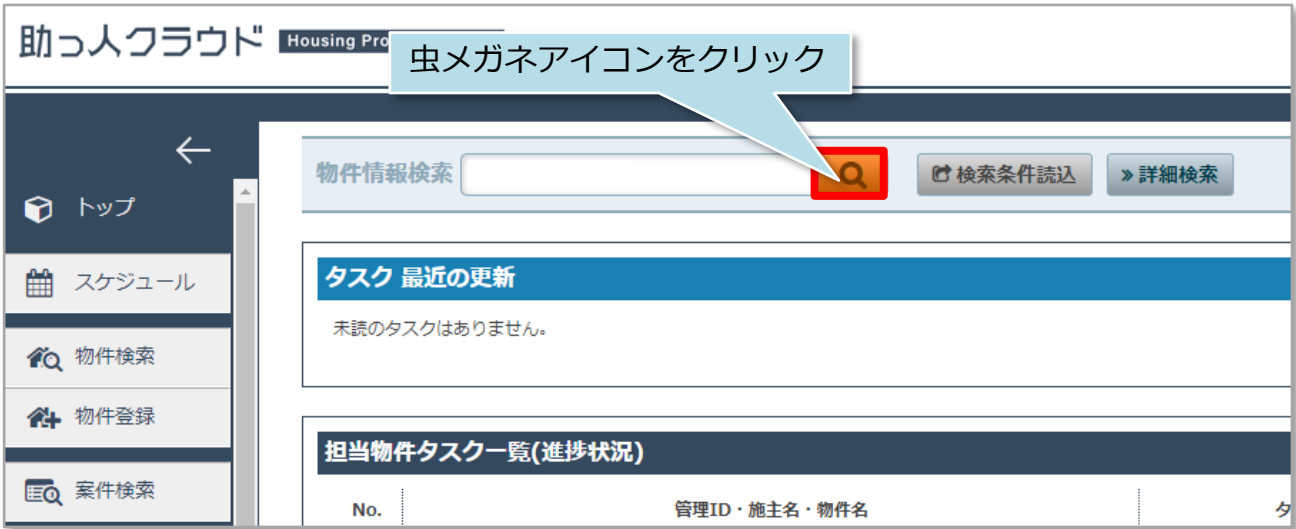 助っ人クラウド Housing Pro
虫メガネアイコンをクリック
物件情報検索
検索条件読込
» 詳細検索
トップ
スケジュール
物件検索
物件登録
案件検索
タスク 最近の更新
未読のタスクはありません。
担当物件タスク一覧(進捗状況)
No. 管理ID・施主名・物件名 タ